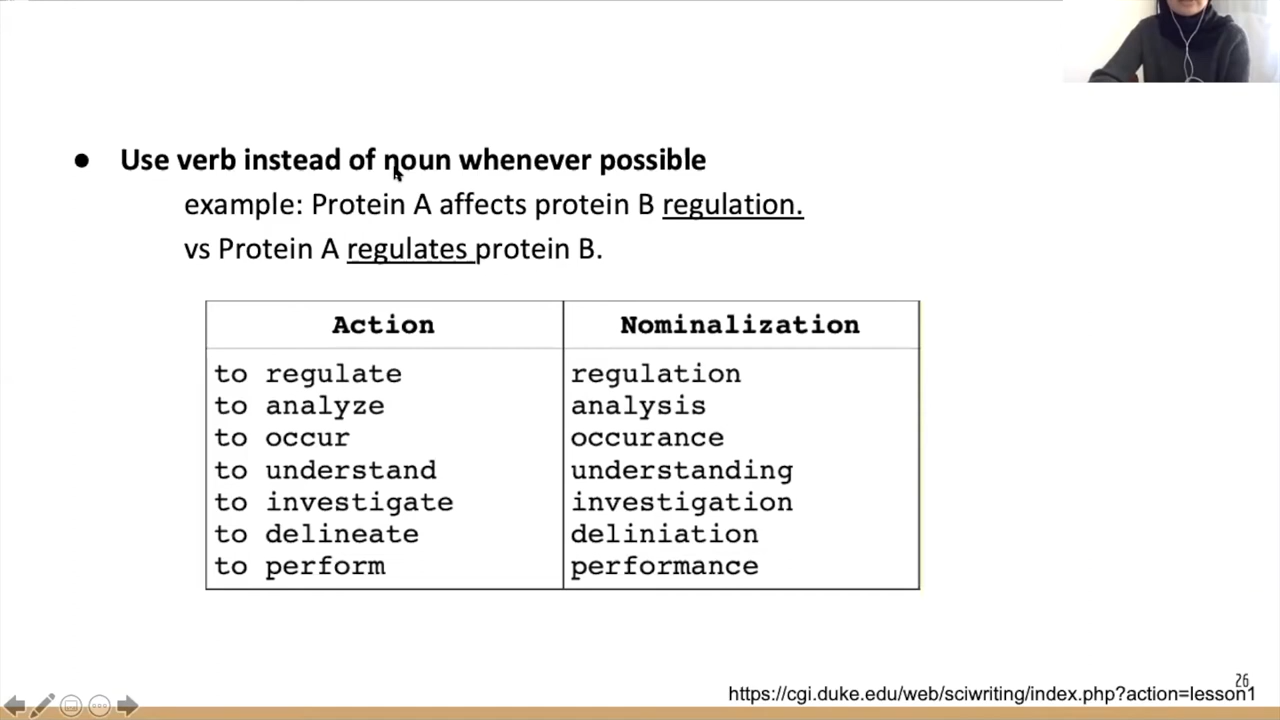 ● Use verb instead of noun whenever possible
example: Protein A affects protein B regulation.
vs Protein A regulates protein B.
Action Nominalization
to regulate regulation
to analyze analysis
to occur occurance
to understand understanding
to investigate investigation
to delineate deliniation
to perform performance
26
https://cgi.duke.edu/web/sciwriting/index.php?action=lesson1